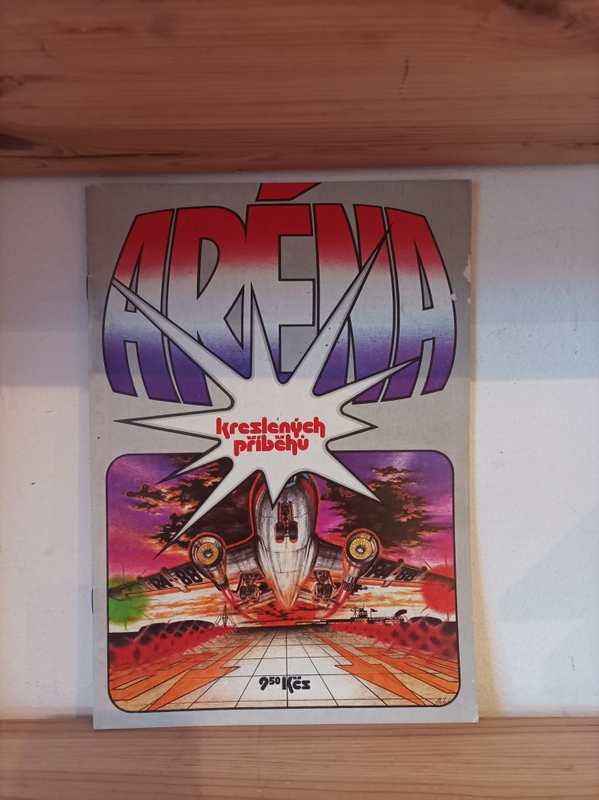 ARÉNA
kreslených
příběhů
950 Kčs